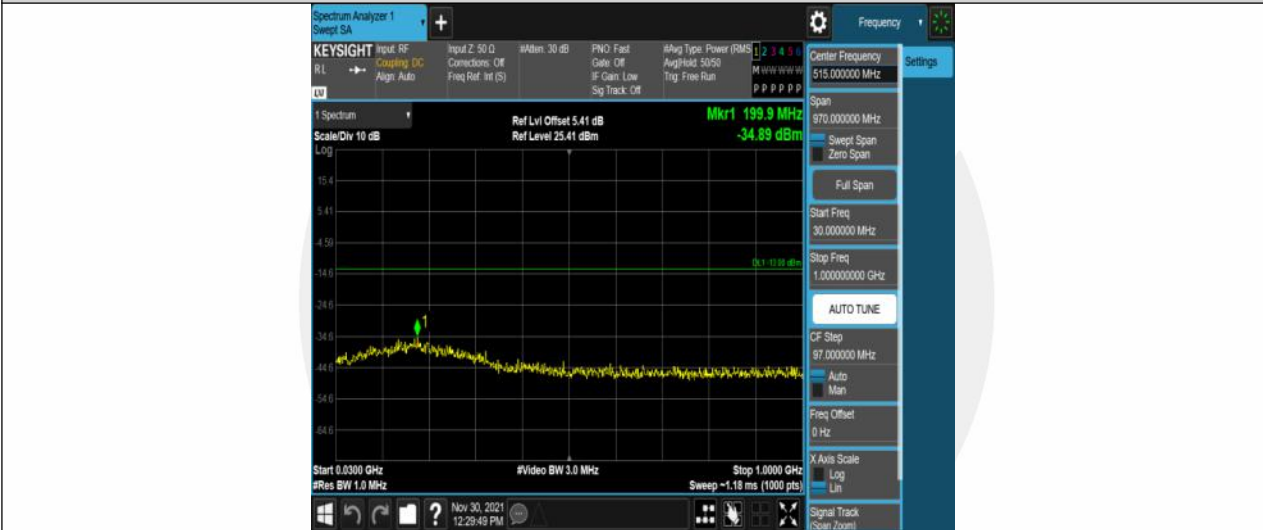 Spectrum Analyzer 1
Swept SA
+
Frequency
KEYSIGHT
Input: RF
Coupling: DC
Align: Auto
RL
LVI
Input Z: 50 Ω
Corrections: Off
Freq Ref: Int (S)
#Atten: 30 dB
PNO: Fast
Gate: Off
IF Gain: Low
Sig Track: Off
#Avg Type: Power (RMS
Avg|Hold: 50/50
Trig: Free Run
1 2 3 4 5 6
M W W W W W
P P P P P P
Center Frequency
515.000000 MHz
Settings
1 Spectrum
Scale/Div 10 dB
Log
Ref Lvl Offset 5.41 dB
Ref Level 25.41 dBm
Mkr1 199.9 MHz
-34.89 dBm
15.4
5.41
-4.59
-14.6
-24.6
-34.6
-44.6
-54.6
-64.6
DL1 -13.00 dBm
1
Start 0.0300 GHz
#Res BW 1.0 MHz
#Video BW 3.0 MHz
Stop 1.0000 GHz
Sweep ~1.18 ms (1000 pts)
Span
970.000000 MHz
Swept Span
Zero Span
Full Span
Start Freq
30.000000 MHz
Stop Freq
1.000000000 GHz
AUTO TUNE
CF Step
97.000000 MHz
Auto
Man
Freq Offset
0 Hz
X Axis Scale
Log
Lin
Signal Track
(Span Zoom)
?
Nov 30, 2021
12:29:49 PM